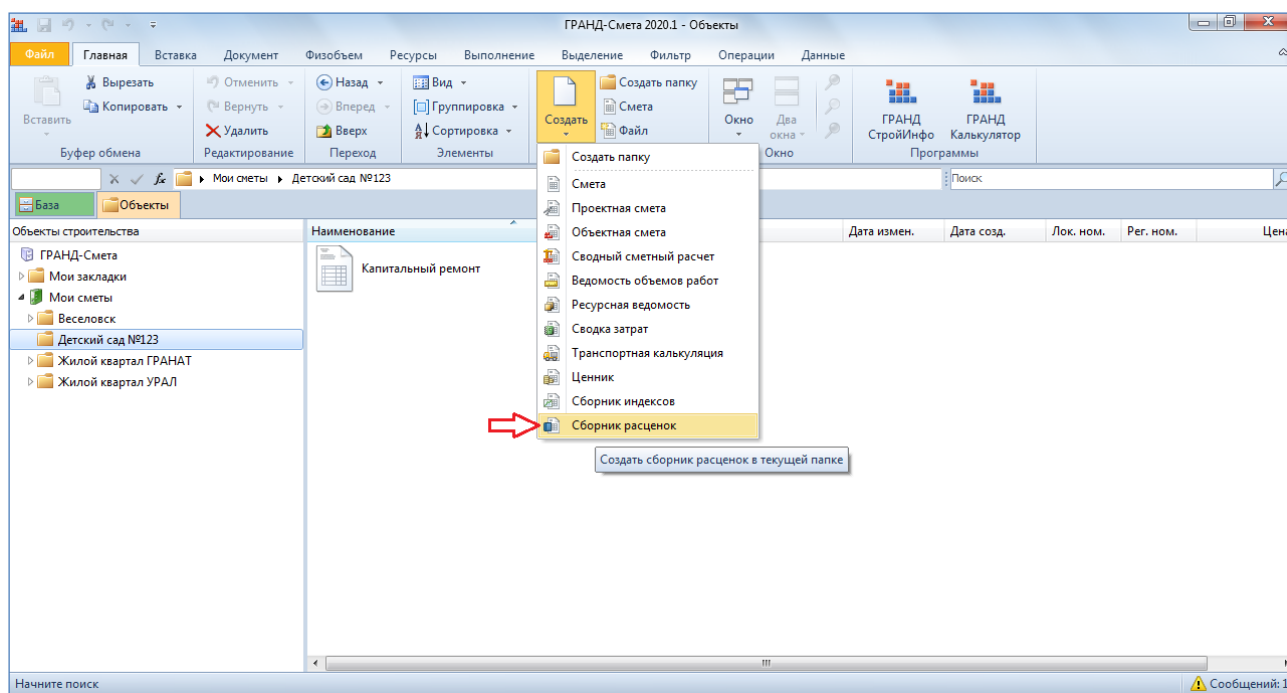 ГРАНД-Смета 2020.1 - Объекты
Файл Главная Вставка Документ Физобъем Ресурсы Выполнение Выделение Фильтр Операции Данные
Вставить
Вырезать
Копировать
Буфер обмена
Отменить
Вернуть
Удалить
Редактирование
Назад
Вперед
Вверх
Переход
Вид
Группировка
Сортировка
Элементы
Создать
Создать папку
Смета
Файл
Окно
Два окна
Окно
ГРАНД СтройИнфо
ГРАНД Калькулятор
Программы
fx Мои сметы Детский сад №123
Поиск
База Объекты
Объекты строительства
ГРАНД-Смета
Мои закладки
Мои сметы
Веселовск
Детский сад №123
Жилой квартал ГРАНАТ
Жилой квартал УРАЛ
Наименование Дата измен. Дата созд. Лок. ном. Рег. ном. Цена
Капитальный ремонт
Создать папку
Смета
Проектная смета
Объектная смета
Сводный сметный расчет
Ведомость объемов работ
Ресурсная ведомость
Сводка затрат
Транспортная калькуляция
Ценник
Сборник индексов
Сборник расценок
Создать сборник расценок в текущей папке
Начните поиск
Сообщений: 1